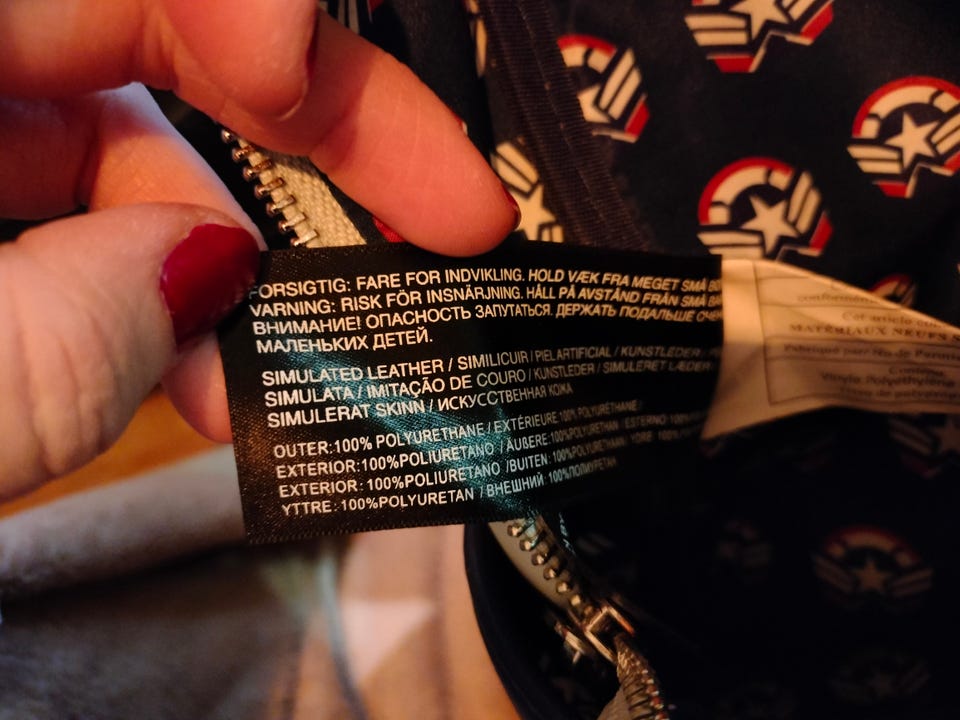 FORSIGTIG: FARE FOR INDVIKLING. HOLD VÆK FRA MEGET SMÅ
VARNING: RISK FÖR INSNÄRJNING. HÅLL PÅ AVSTÅND FRÅN SMÅ
ВНИМАНИЕ! ОПАСНОСТЬ ЗАПУТАТЬСЯ. ДЕРЖАТЬ ПОДАЛЬШЕ
МАЛЕНЬКИХ ДЕТЕЙ.
SIMULATED LEATHER / SIMILICUIR / PIEL ARTIFICIAL / KUNSTLEDER /
SIMULATA / IMITAÇÃO DE COURO / KUNSTLEDER / SIMULERET LÆDER
SIMULERAT SKINN / ИСКУССТВЕННАЯ КОЖА
OUTER:100% POLYURETHANE / EXTÉRIEURE:100% POLYURETHANE /
EXTERIOR:100%POLIURETANO / ÄUßERE:100%POLYURETHAN / ESTERNO
EXTERIOR: 100%POLIURETANO /BUITEN: 100%POLYURETHAAN / YDRE
YTTRE: 100%POLYURETAN / ВНЕШНИЙ: 100%ПОЛИУРЕТАН
MATÉRIAUX NEUFS